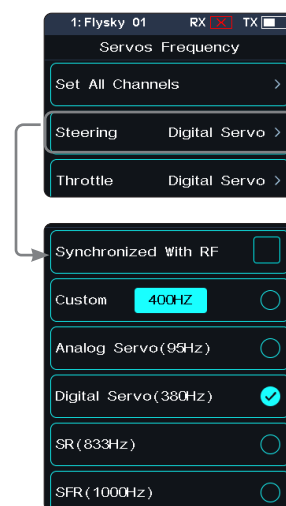 1: Flysky 01 RX TX
Servos Frequency
Set All Channels >
Steering Digital Servo >
Throttle Digital Servo >
Synchronized With RF
Custom 400HZ
Analog Servo(95Hz)
Digital Servo(380Hz)
SR(833Hz)
SFR(1000Hz)